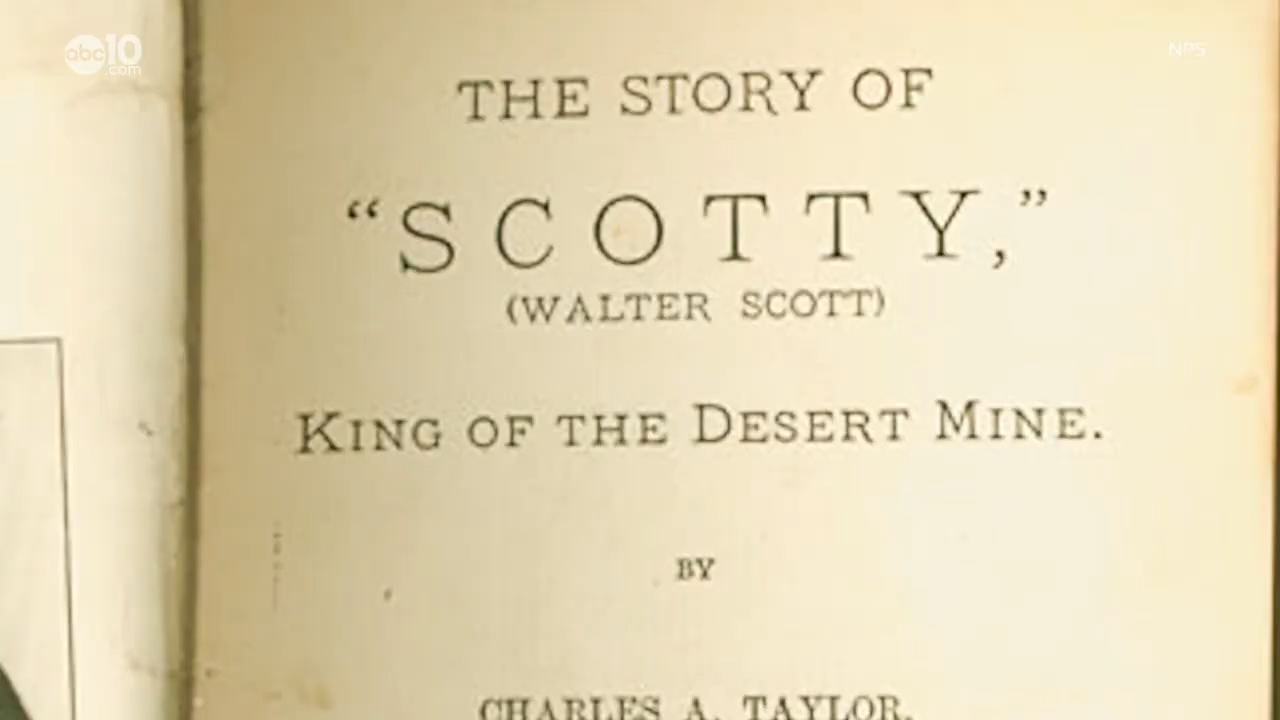 abc10
.com
NPS
THE STORY OF
“SCOTTY,”
(WALTER SCOTT)
KING OF THE DESERT MINE.
BY
CHARLES A. TAYLOR.